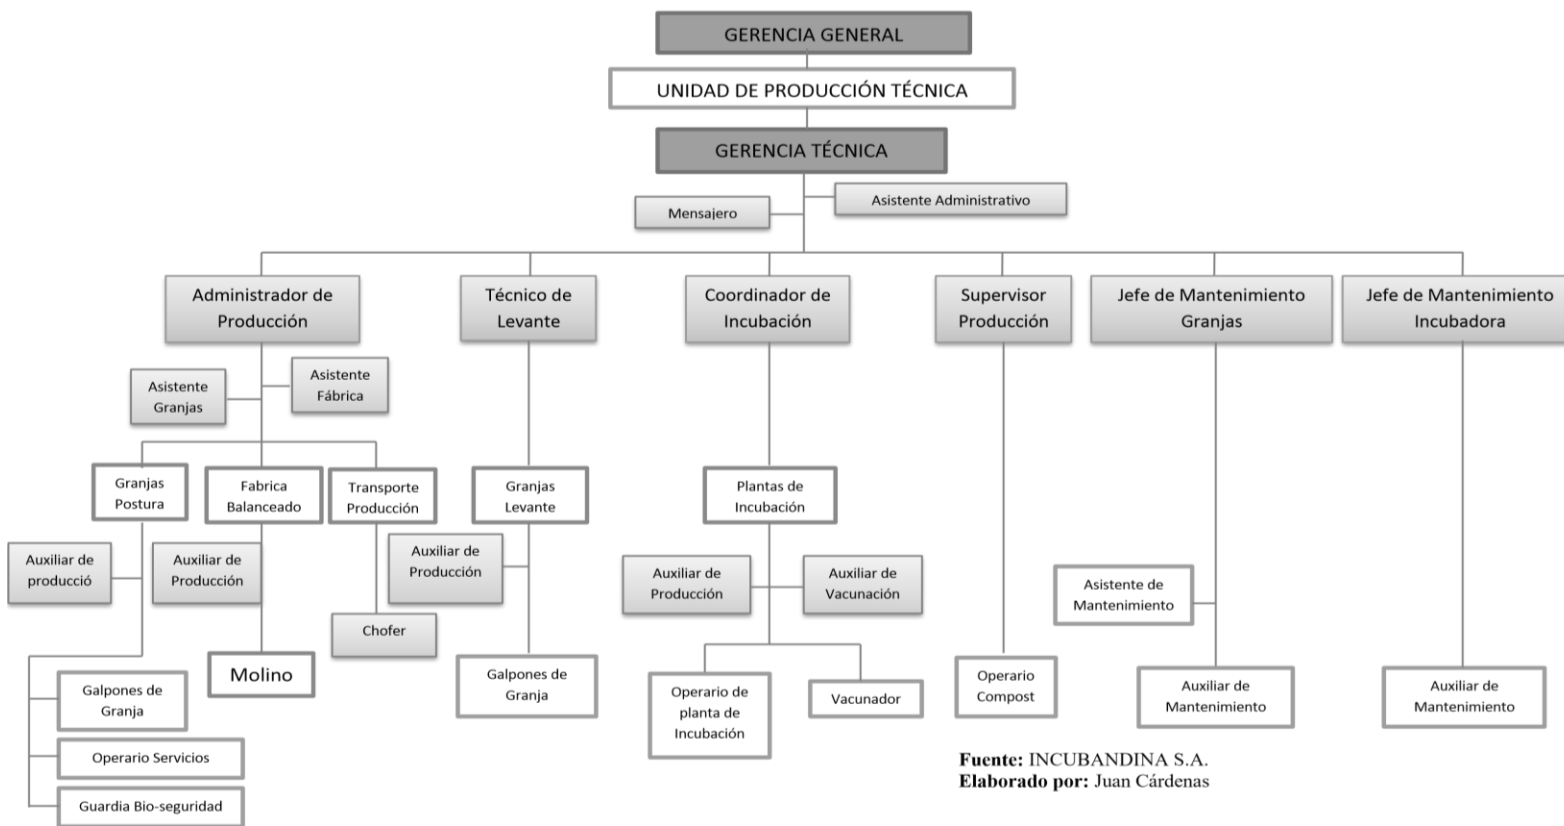 GERENCIA GENERAL
UNIDAD DE PRODUCCIÓN TÉCNICA
GERENCIA TÉCNICA
Asistente Administrativo
Mensajero
Administrador de
Producción
Técnico de
Levante
Coordinador de
Incubación
Supervisor
Producción
Jefe de Mantenimiento
Granjas
Jefe de Mantenimiento
Incubadora
Asistente
Granjas
Asistente
Fábrica
Granjas
Postura
Fabrica
Balanceado
Transporte
Producción
Granjas
Levante
Plantas de
Incubación
Auxiliar de
producció
Auxiliar de
Producción
Auxiliar de
Producción
Auxiliar de
Producción
Auxiliar de
Vacunación
Asistente de
Mantenimiento
Chofer
Molino
Galpones de
Granja
Galpones de
Granja
Operario de
planta de
Incubación
Vacunador
Operario
Compost
Auxiliar de
Mantenimiento
Auxiliar de
Mantenimiento
Operario Servicios
Guardia Bio-seguridad
Fuente: INCUBANDINA S.A.
Elaborado por: Juan Cárdenas